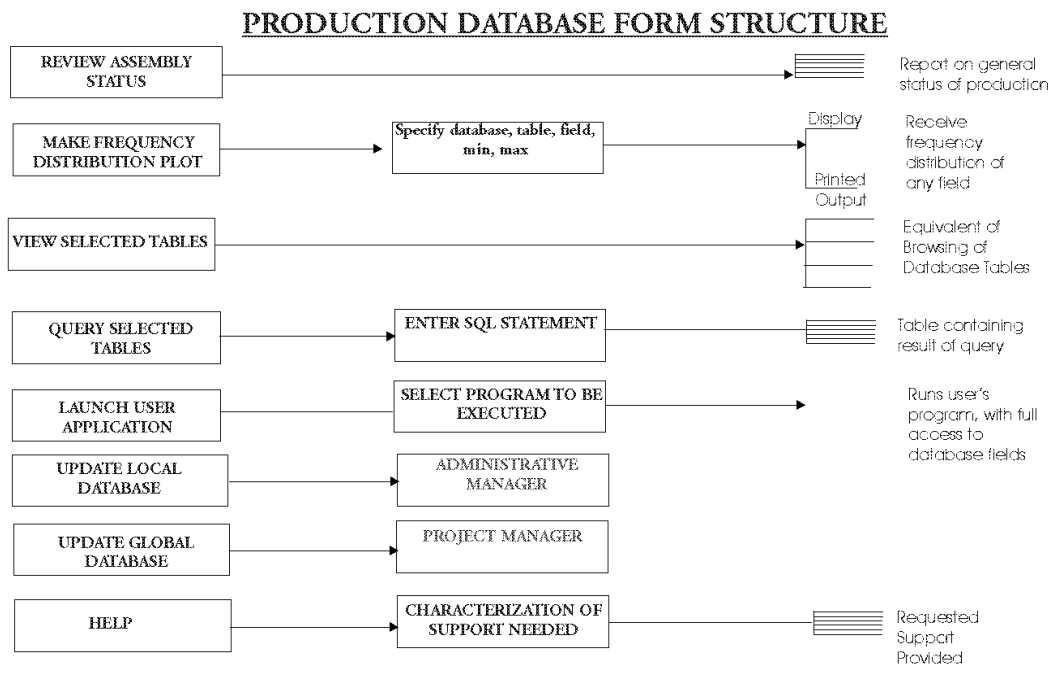 PRODUCTION DATABASE FORM STRUCTURE
REVIEW ASSEMBLY
STATUS
Report on general
status of production
MAKE FREQUENCY
DISTRIBUTION PLOT
Specify database, table, field,
min, max
Display
Printed
Output
Receive
frequency
distribution of
any field
VIEW SELECTED TABLES
Equivalent of
Browsing of
Database Tables
QUERY SELECTED
TABLES
ENTER SQL STATEMENT
Table containing
result of query
LAUNCH USER
APPLICATION
SELECT PROGRAM TO BE
EXECUTED
Runs user's
program, with full
access to
database fields
UPDATE LOCAL
DATABASE
ADMINISTRATIVE
MANAGER
UPDATE GLOBAL
DATABASE
PROJECT MANAGER
HELP
CHARACTERIZATION OF
SUPPORT NEEDED
Requested
Support
Provided